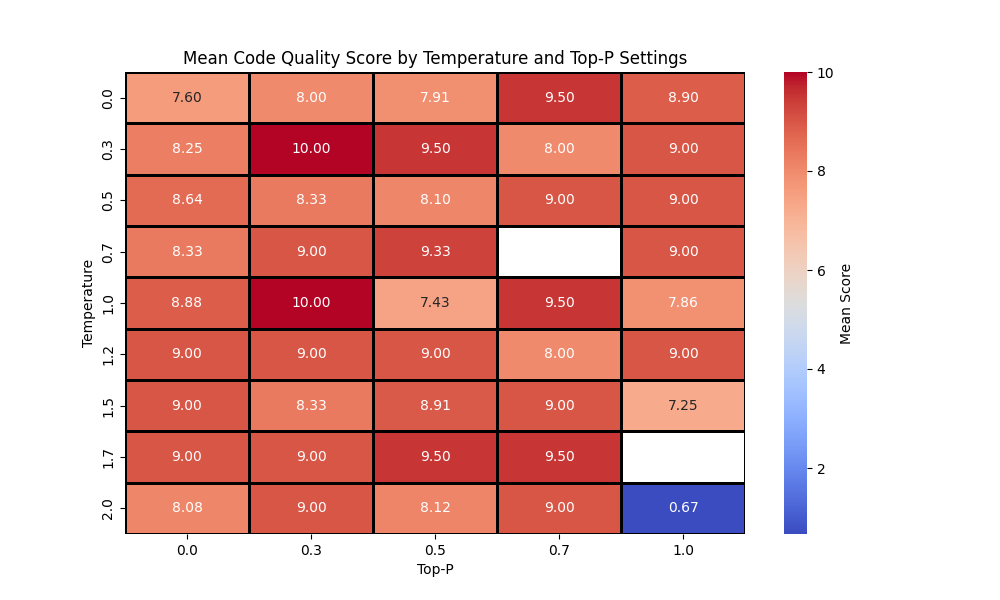 Mean Code Quality Score by Temperature and Top-P Settings
0.0 7.60 8.00 7.91 9.50 8.90
0.3 8.25 10.00 9.50 8.00 9.00
0.5 8.64 8.33 8.10 9.00 9.00
0.7 8.33 9.00 9.33 9.00
1.0 8.88 10.00 7.43 9.50 7.86
1.2 9.00 9.00 9.00 8.00 9.00
1.5 9.00 8.33 8.91 9.00 7.25
1.7 9.00 9.00 9.50 9.50
2.0 8.08 9.00 8.12 9.00 0.67
0.0 0.3 0.5 0.7 1.0
Top-P
Temperature
10
8
6
4
2
Mean Score